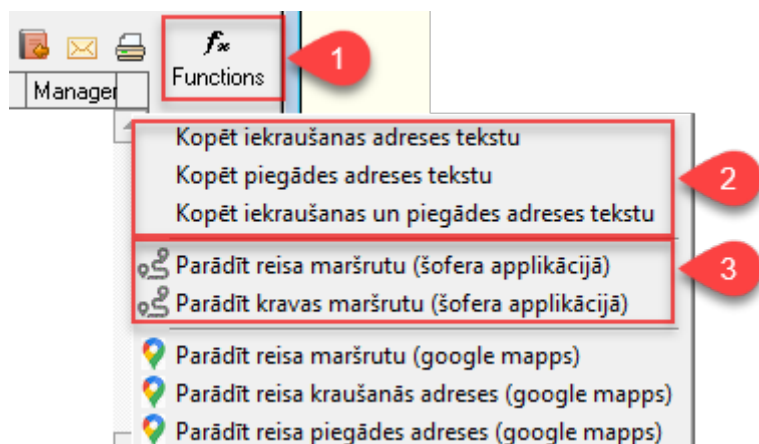 fx
Functions
1
Manager
Kopēt iekraušanas adreses tekstu
Kopēt piegādes adreses tekstu
Kopēt iekraušanas un piegādes adreses tekstu
2
Parādīt reisa maršrutu (šofera applikācijā)
Parādīt kravas maršrutu (šofera applikācijā)
3
Parādīt reisa maršrutu (google mapps)
Parādīt reisa kraušanās adreses (google mapps)
Parādīt reisa piegādes adreses (google mapps)